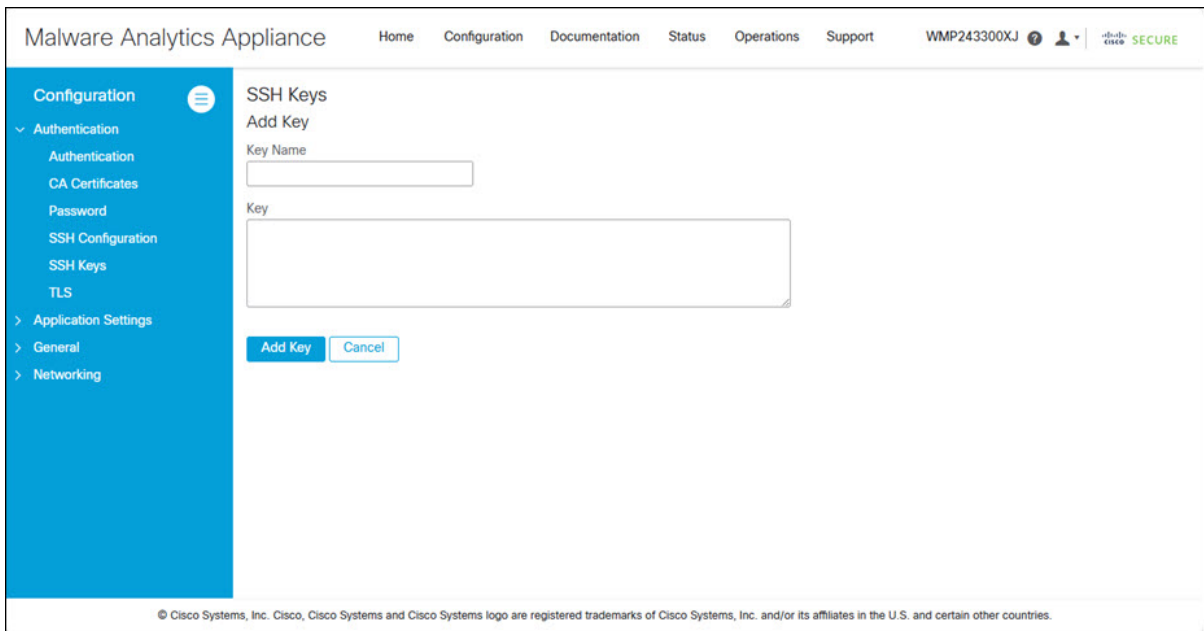 Malware Analytics Appliance Home Configuration Documentation Status Operations Support WMP243300XJ ? cisco SECURE
Configuration
Authentication
Authentication
CA Certificates
Password
SSH Configuration
SSH Keys
TLS
Application Settings
General
Networking
SSH Keys
Add Key
Key Name
Key
Add Key Cancel
© Cisco Systems, Inc. Cisco, Cisco Systems and Cisco Systems logo are registered trademarks of Cisco Systems, Inc. and/or its affiliates in the U.S. and certain other countries.